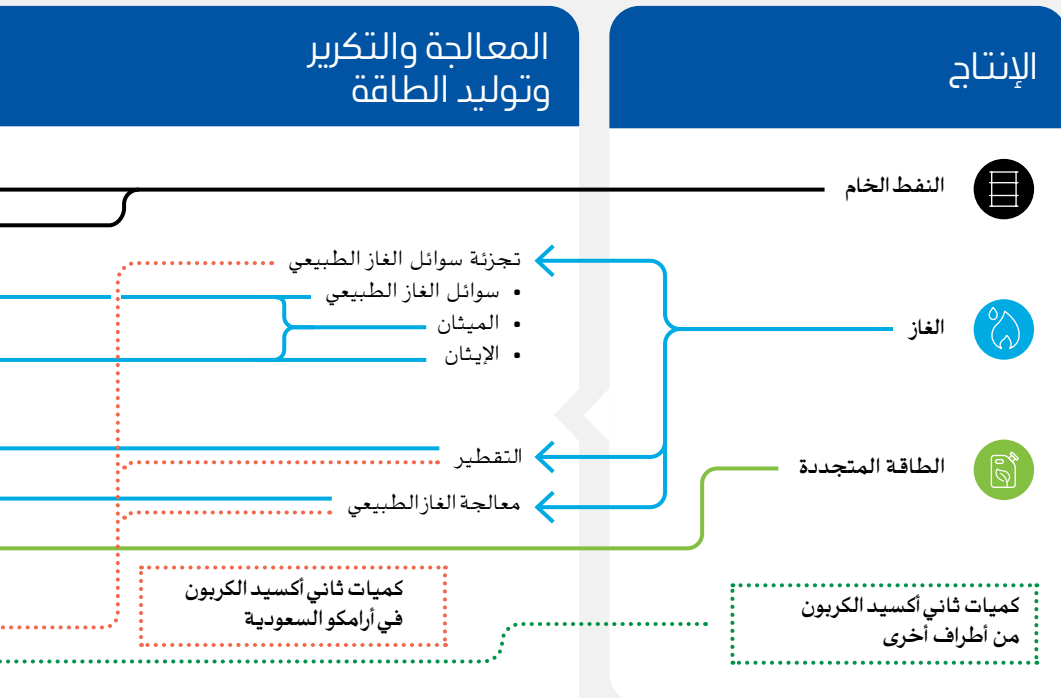 الإنتاج
النفط الخام
الغاز
الطاقة المتجددة
كميات ثاني أكسيد الكربون
من أطراف أخرى
المعالجة والتكرير
وتوليد الطاقة
تجزئة سوائل الغاز الطبيعي
• سوائل الغاز الطبيعي
• الميثان
• الإيثان
التقطير
معالجة الغاز الطبيعي
كميات ثاني أكسيد الكربون
في أرامكو السعودية